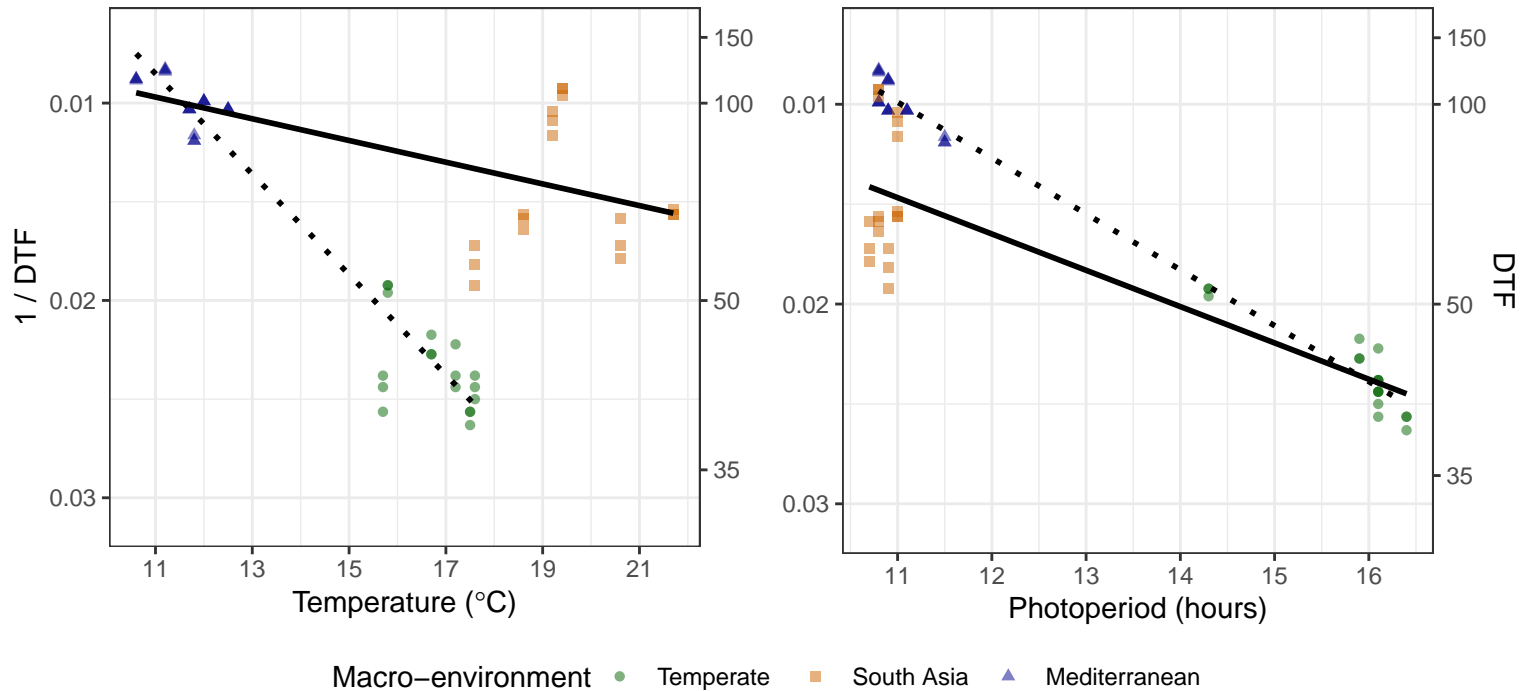 1 / DTF
0.01
0.02
0.03
150
100
50
35
11 13 15 17 19 21
Temperature (°C)
0.01
0.02
0.03
150
100
50
35
DTF
11 12 13 14 15 16
Photoperiod (hours)
Macro−environment Temperate South Asia Mediterranean